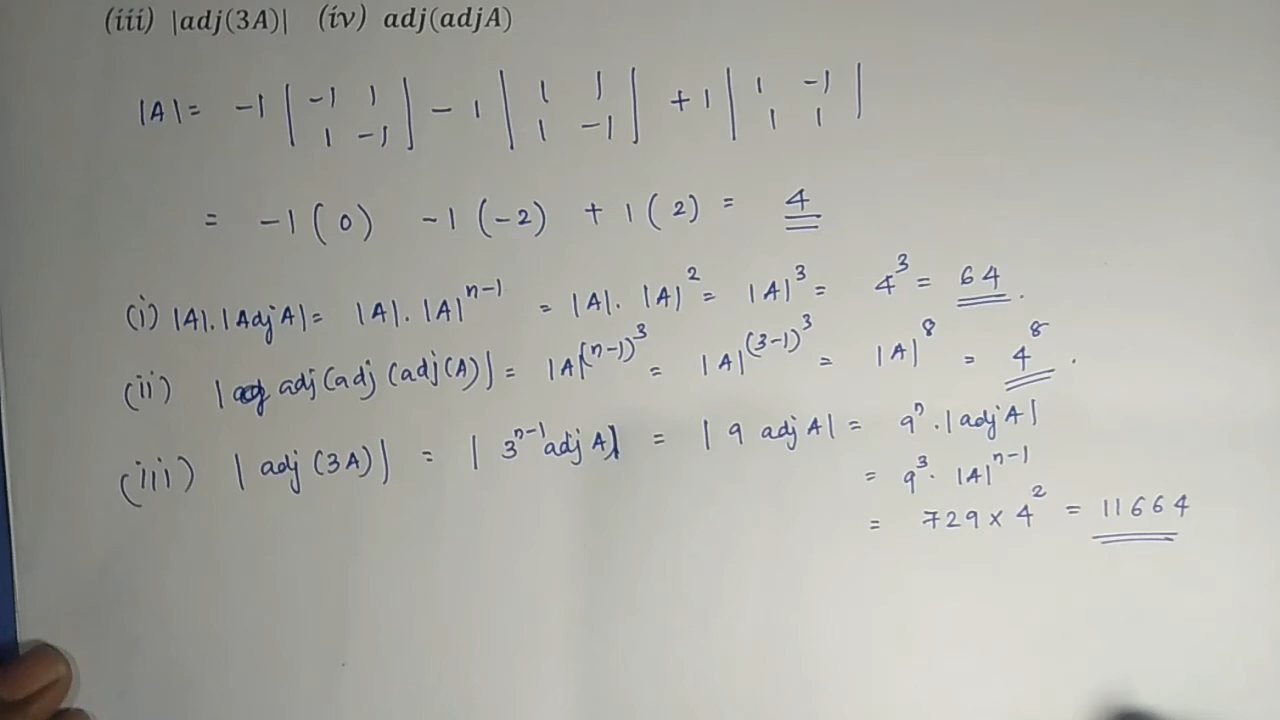 (iii) |adj(3A)| (iv) adj(adjA)
|A| = -1 | -1 1 | - 1 | 1 1 | + 1 | 1 -1 |
| 1 -1 | | 1 -1 | | 1 1 |
= -1(0) -1(-2) + 1(2) = 4
(i) |A|.|Adj A| = |A|.|A|^{n-1} = |A|.|A|^2 = |A|^3 = 4^3 = 64.
(ii) | adj (adj (adj(A)| = |A|^{(n-1)^3} = |A|^{(3-1)^3} = |A|^8 = 4^8.
(iii) | adj (3A)| = | 3^{n-1} adj A| = | 9 adj A| = 9^n.|adj A|
= 9^3. |A|^{n-1}
= 729 x 4^2 = 11664